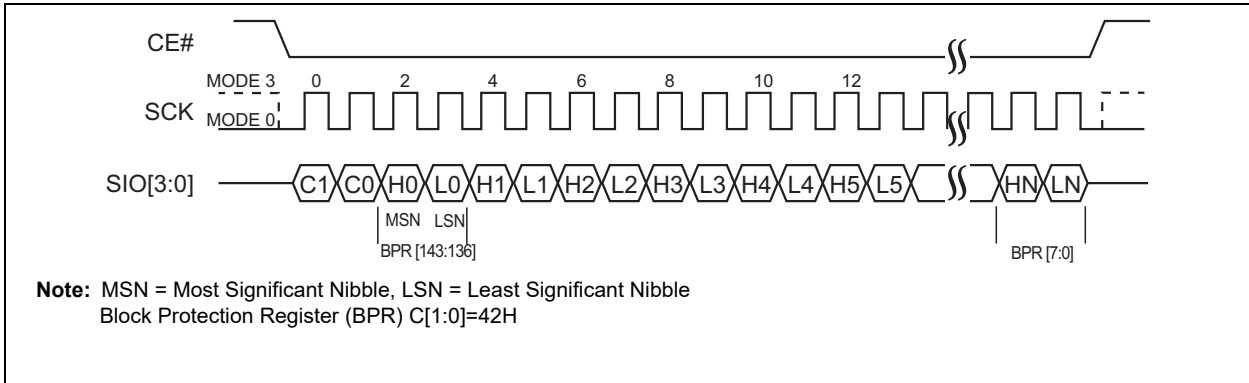 CE#
MODE 3 0 2 4 6 8 10 12
SCK
MODE 0
SIO[3:0] C1 C0 H0 L0 H1 L1 H2 L2 H3 L3 H4 L4 H5 L5 HN LN
MSN LSN
BPR [143:136] BPR [7:0]
Note: MSN = Most Significant Nibble, LSN = Least Significant Nibble
Block Protection Register (BPR) C[1:0]=42H